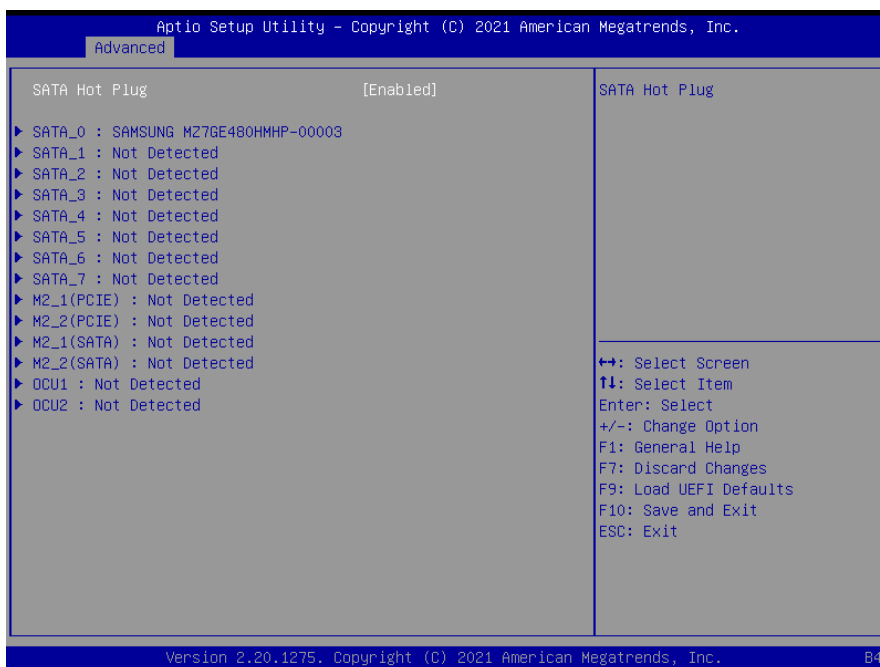 Aptio Setup Utility – Copyright (C) 2021 American Megatrends, Inc.
Advanced
SATA Hot Plug [Enabled]
SATA_0 : SAMSUNG MZ7GE480HMHP-00003
SATA_1 : Not Detected
SATA_2 : Not Detected
SATA_3 : Not Detected
SATA_4 : Not Detected
SATA_5 : Not Detected
SATA_6 : Not Detected
SATA_7 : Not Detected
M2_1(PCIE) : Not Detected
M2_2(PCIE) : Not Detected
M2_1(SATA) : Not Detected
M2_2(SATA) : Not Detected
OCU1 : Not Detected
OCU2 : Not Detected
SATA Hot Plug
↔: Select Screen
↑↓: Select Item
Enter: Select
+/-: Change Option
F1: General Help
F7: Discard Changes
F9: Load UEFI Defaults
F10: Save and Exit
ESC: Exit
Version 2.20.1275. Copyright (C) 2021 American Megatrends, Inc.
B4